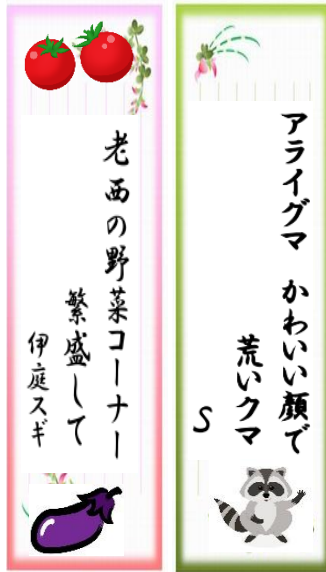 アライグマ　かわいい顔で
荒いクマ
S
老西の野菜コーナー
繁盛して
伊庭スギ